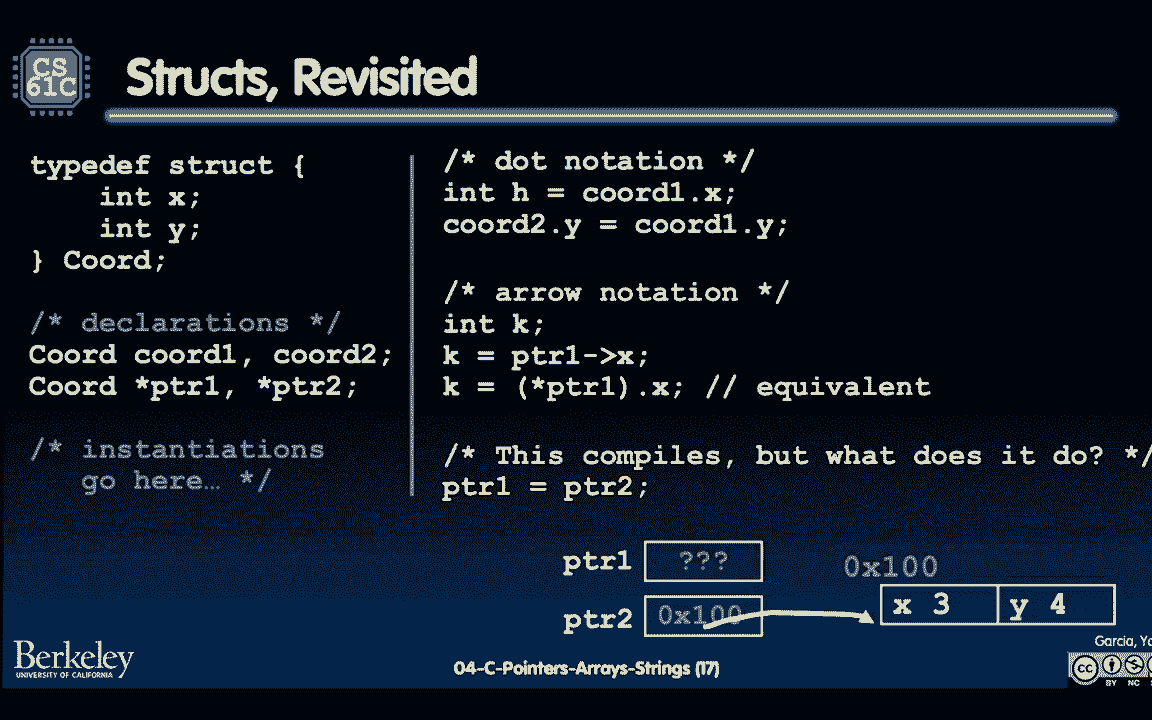 CS
61C
Structs, Revisited
typedef struct {
    int x;
    int y;
} Coord;
/* declarations */
Coord coord1, coord2;
Coord *ptr1, *ptr2;
/* instantiations
   go here… */
/* dot notation */
int h = coord1.x;
coord2.y = coord1.y;
/* arrow notation */
int k;
k = ptr1->x;
k = (*ptr1).x; // equivalent
/* This compiles, but what does it do? */
ptr1 = ptr2;
ptr1 ???
0x100
ptr2 0x100
x 3 y 4
Berkeley
UNIVERSITY OF CALIFORNIA
04-C-Pointers-Arrays-Strings (17)
Garcia,
cc
BY NC